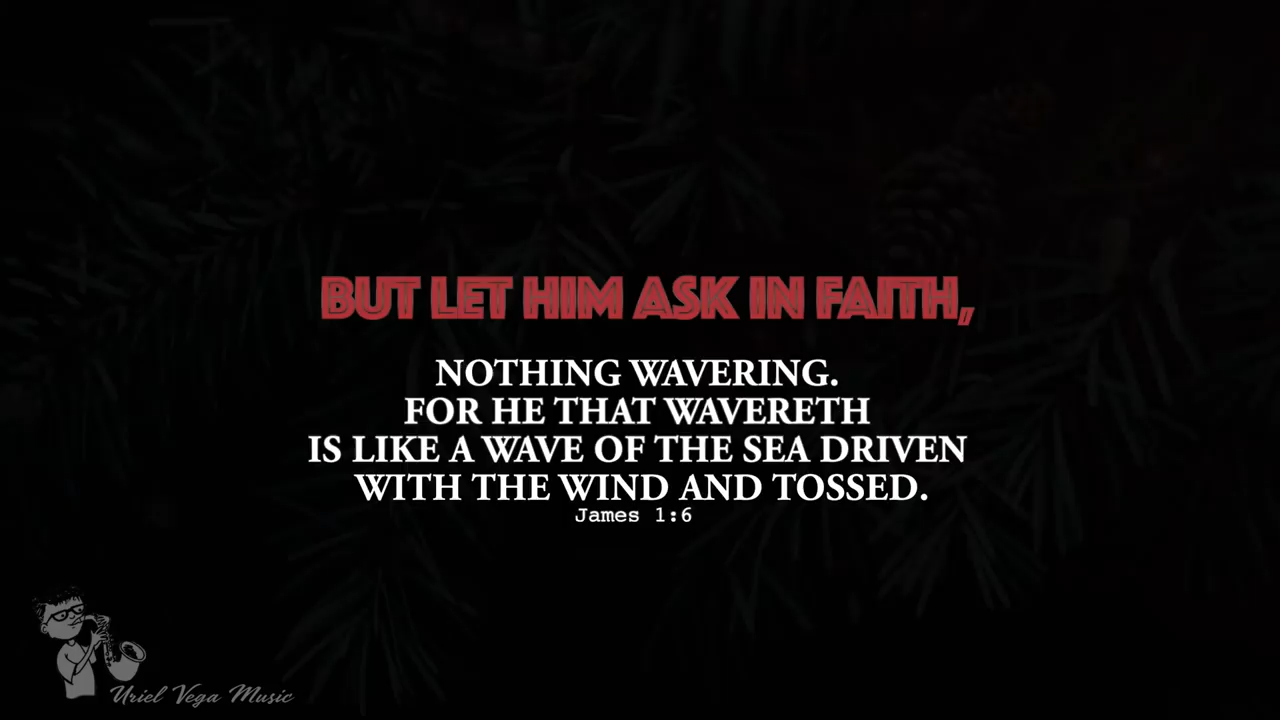 BUT LET HIM ASK IN FAITH,
NOTHING WAVERING.
FOR HE THAT WAVERETH
IS LIKE A WAVE OF THE SEA DRIVEN
WITH THE WIND AND TOSSED.
James 1:6
Uriel Vega Music